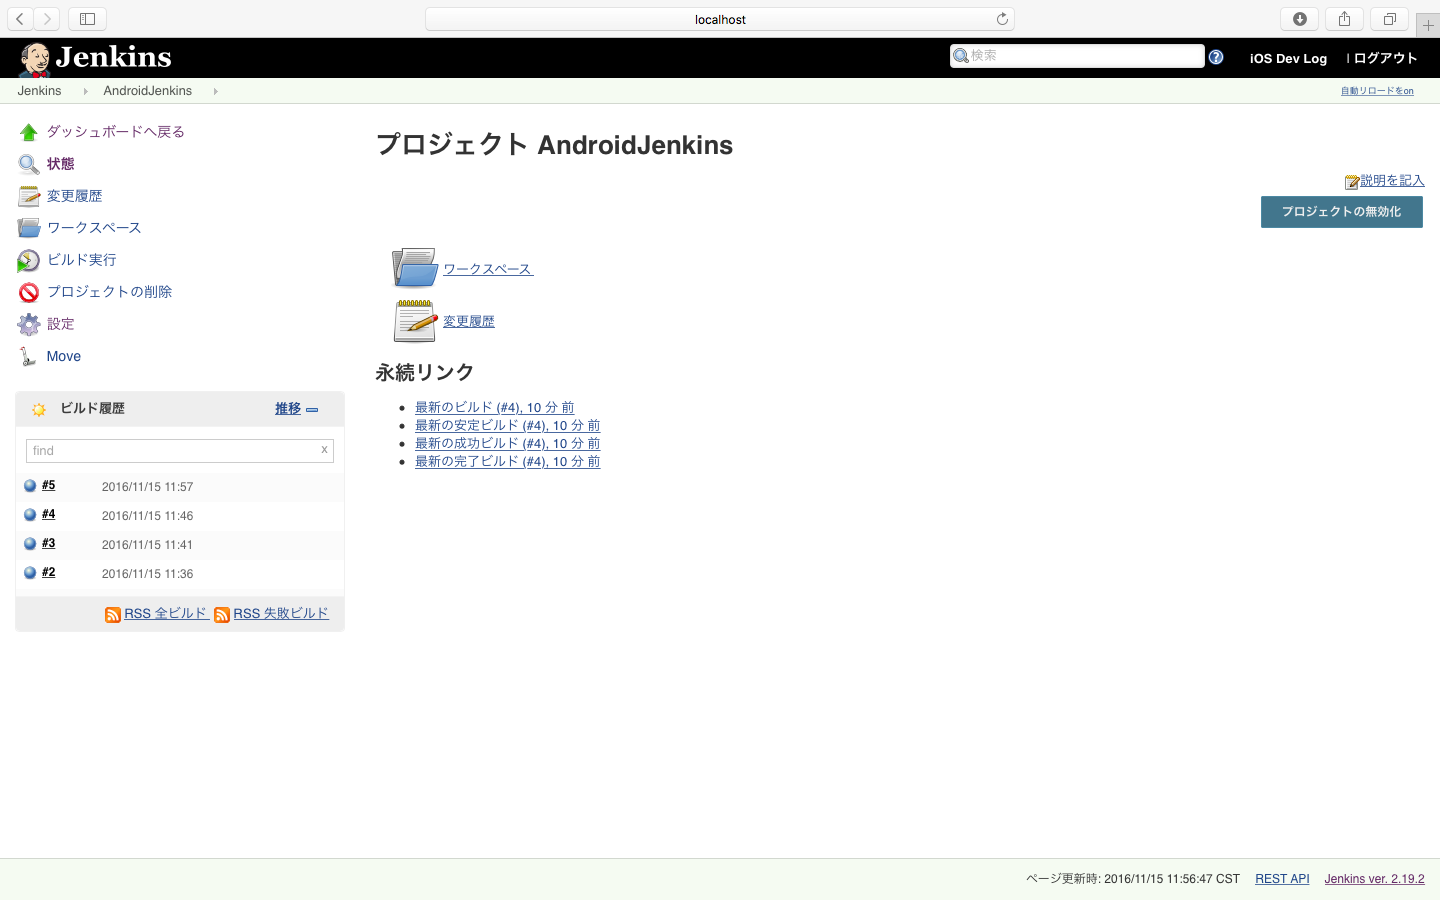 localhost
Jenkins
検索
iOS Dev Log
| ログアウト
Jenkins
AndroidJenkins
自動リロードをon
ダッシュボードへ戻る
状態
変更履歴
ワークスペース
ビルド実行
プロジェクトの削除
設定
Move
ビルド履歴
推移
find
x
#5 2016/11/15 11:57
#4 2016/11/15 11:46
#3 2016/11/15 11:41
#2 2016/11/15 11:36
RSS 全ビルド RSS 失敗ビルド
プロジェクト AndroidJenkins
説明を記入
プロジェクトの無効化
ワークスペース
変更履歴
永続リンク
最新のビルド (#4), 10 分 前
最新の安定ビルド (#4), 10 分 前
最新の成功ビルド (#4), 10 分 前
最新の完了ビルド (#4), 10 分 前
ページ更新時: 2016/11/15 11:56:47 CST REST API Jenkins ver. 2.19.2